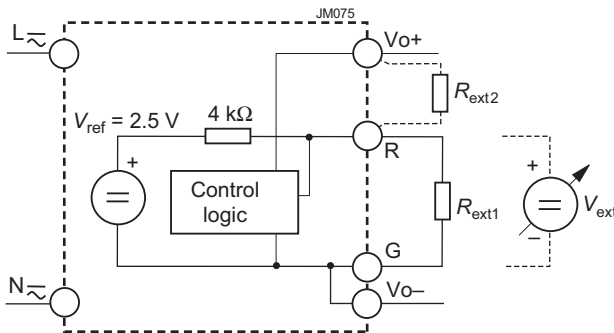 JM075
L
Vo+
Rext2
Vref = 2.5 V
4 kΩ
R
+
+
Control
logic
Rext1
Vext
–
G
N
Vo–